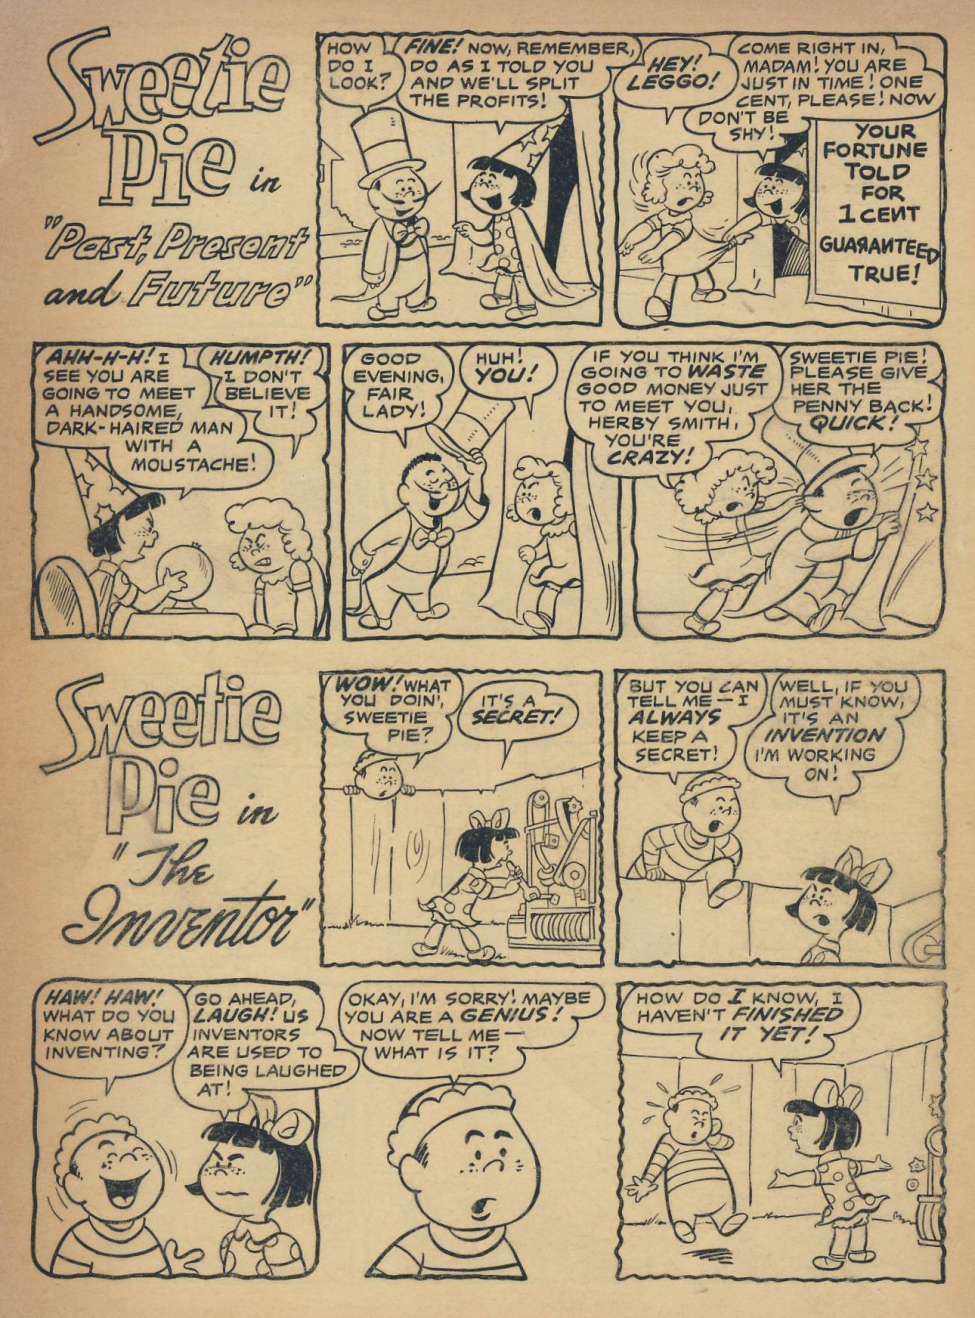 Sweetie
Pie in
"Past, Present
and Future"
HOW
DO I
LOOK?
FINE! NOW, REMEMBER,
DO AS I TOLD YOU
AND WE'LL SPLIT
THE PROFITS!
HEY!
LEGGO!
COME RIGHT IN,
MADAM! YOU ARE
JUST IN TIME! ONE
CENT, PLEASE! NOW
DON'T BE
SHY!
YOUR
FORTUNE
TOLD
FOR
1 CENT
GUARANTEED
TRUE!
AHH-H-H! I
SEE YOU ARE
GOING TO MEET
A HANDSOME,
DARK-HAIRED MAN
WITH A
MOUSTACHE!
HUMPTH!
I DON'T
BELIEVE
IT!
GOOD
EVENING,
FAIR
LADY!
HUH!
YOU!
IF YOU THINK I'M
GOING TO WASTE
GOOD MONEY JUST
TO MEET YOU,
HERBY SMITH,
YOU'RE
CRAZY!
SWEETIE PIE!
PLEASE GIVE
HER THE
PENNY BACK!
QUICK!
Sweetie
Pie in
"The
Inventor"
WOW! WHAT
YOU DOIN',
SWEETIE
PIE?
IT'S A
SECRET!
BUT YOU CAN
TELL ME — I
ALWAYS
KEEP A
SECRET!
WELL, IF YOU
MUST KNOW,
IT'S AN
INVENTION
I'M WORKING
ON!
HAW! HAW!
WHAT DO YOU
KNOW ABOUT
INVENTING?
GO AHEAD,
LAUGH! US
INVENTORS
ARE USED TO
BEING LAUGHED
AT!
OKAY, I'M SORRY! MAYBE
YOU ARE A GENIUS!
NOW TELL ME —
WHAT IS IT?
HOW DO I KNOW, I
HAVEN'T FINISHED
IT YET!